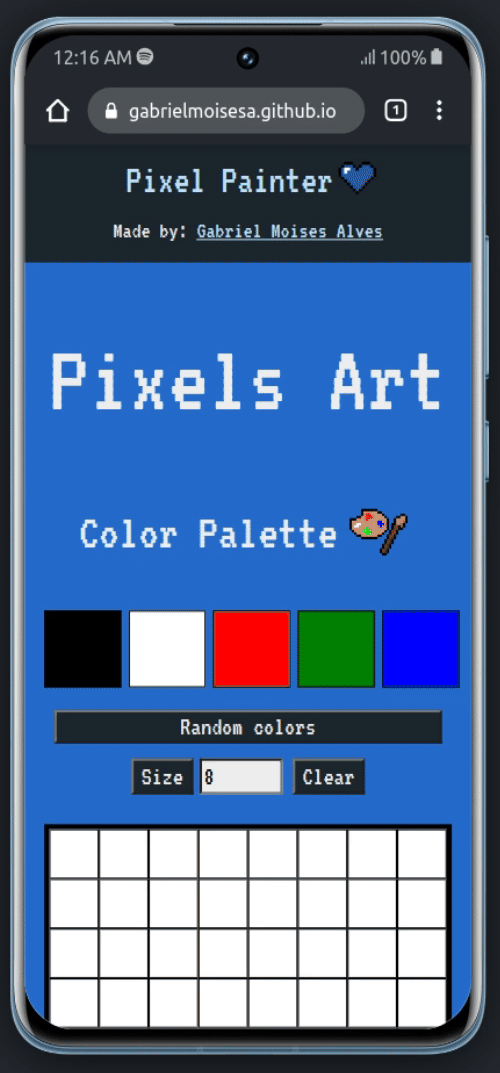 12:16 AM 100%
gabrielmoisesa.github.io 1
Pixel Painter
Made by: Gabriel Moises Alves
Pixels Art
Color Palette
Random colors
Size 8 Clear